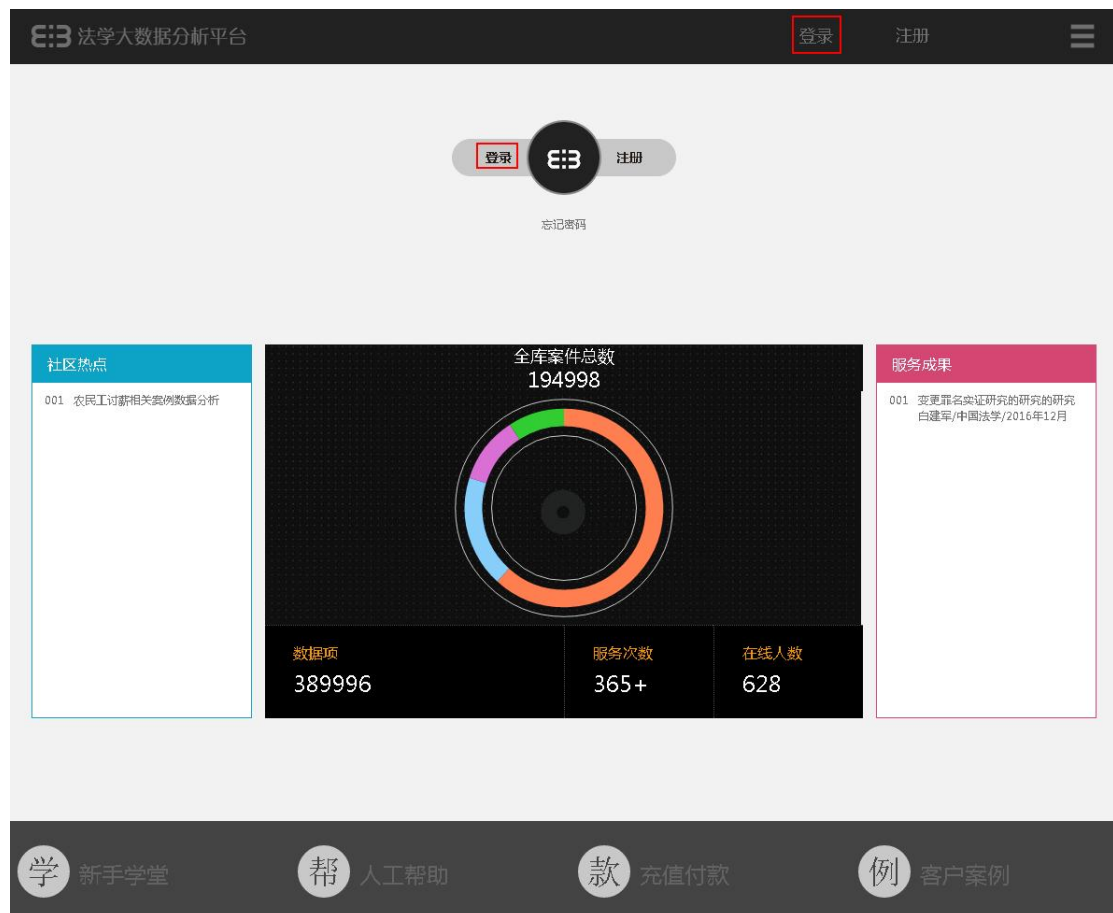 法学大数据分析平台
登录
注册
登录
注册
忘记密码
社区热点
001 农民工讨薪相关案例数据分析
全库案件总数
194998
数据项
389996
服务次数
365+
在线人数
628
服务成果
001 变更罪名实证研究的研究的研究
白建军/中国法学/2016年12月
学 新手学堂
帮 人工帮助
款 充值付款
例 客户案例